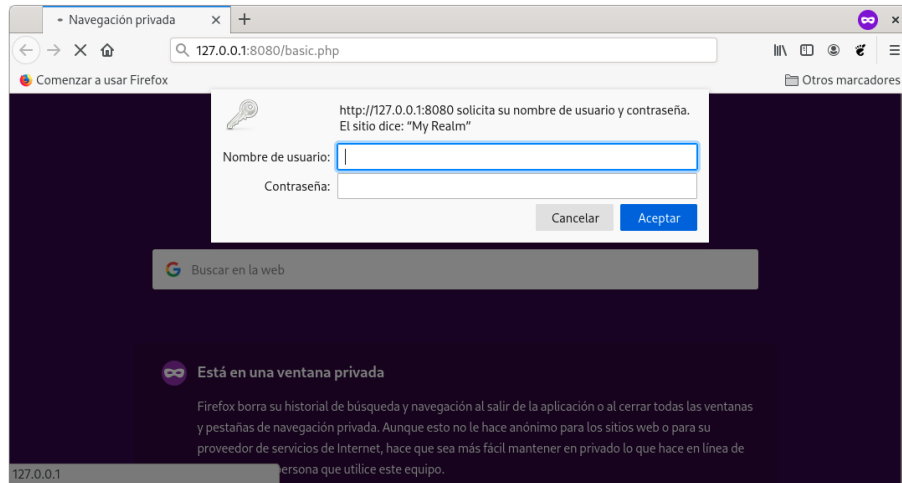 Navegación privada
127.0.0.1:8080/basic.php
Comenzar a usar Firefox
Otros marcadores
http://127.0.0.1:8080 solicita su nombre de usuario y contraseña.
El sitio dice: “My Realm”
Nombre de usuario:
Contraseña:
Cancelar
Aceptar
Buscar en la web
Está en una ventana privada
Firefox borra su historial de búsqueda y navegación al salir de la aplicación o al cerrar todas las ventanas
y pestañas de navegación privada. Aunque esto no le hace anónimo para los sitios web o para su
proveedor de servicios de Internet, hace que sea más fácil mantener en privado lo que hace en línea de
persona que utilice este equipo.
127.0.0.1